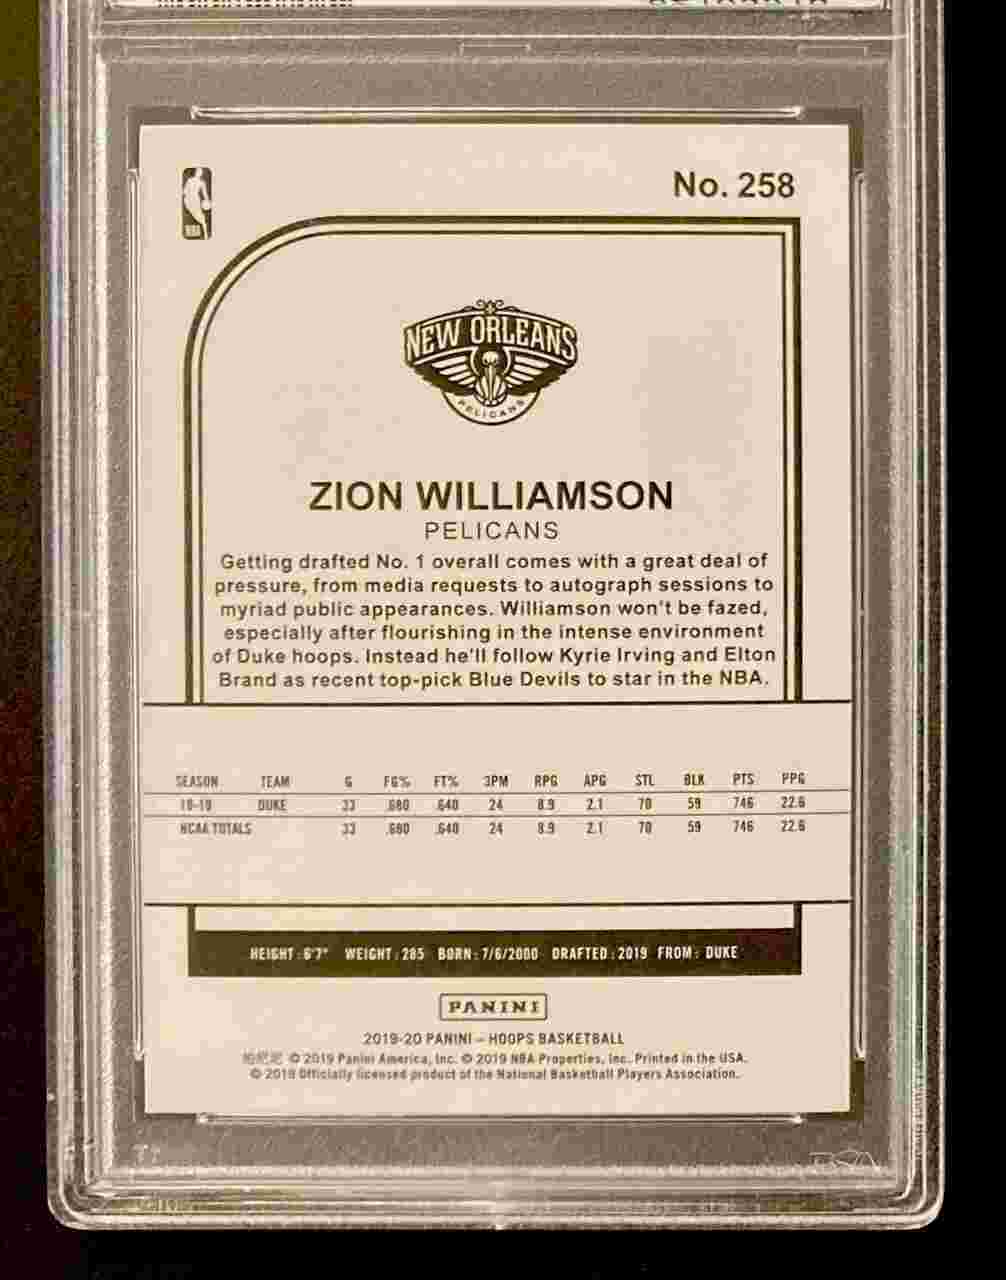 No. 258
NBA
NEW ORLEANS
PELICANS
ZION WILLIAMSON
PELICANS
Getting drafted No. 1 overall comes with a great deal of
pressure, from media requests to autograph sessions to
myriad public appearances. Williamson won't be fazed,
especially after flourishing in the intense environment
of Duke hoops. Instead he'll follow Kyrie Irving and Elton
Brand as recent top-pick Blue Devils to star in the NBA.
SEASON TEAM G FG% FT% 3PM RPG APG STL BLK PTS PPG
18-19 DUKE 33 .680 .640 24 8.9 2.1 70 59 746 22.6
NCAA TOTALS 33 .680 .640 24 8.9 2.1 70 59 746 22.6
HEIGHT: 6'7" WEIGHT: 285 BORN: 7/6/2000 DRAFTED: 2019 FROM: DUKE
PANINI
2019-20 PANINI – HOOPS BASKETBALL
帕尼尼 © 2019 Panini America, Inc. © 2019 NBA Properties, Inc. Printed in the USA.
© 2019 Officially licensed product of the National Basketball Players Association.
PSA